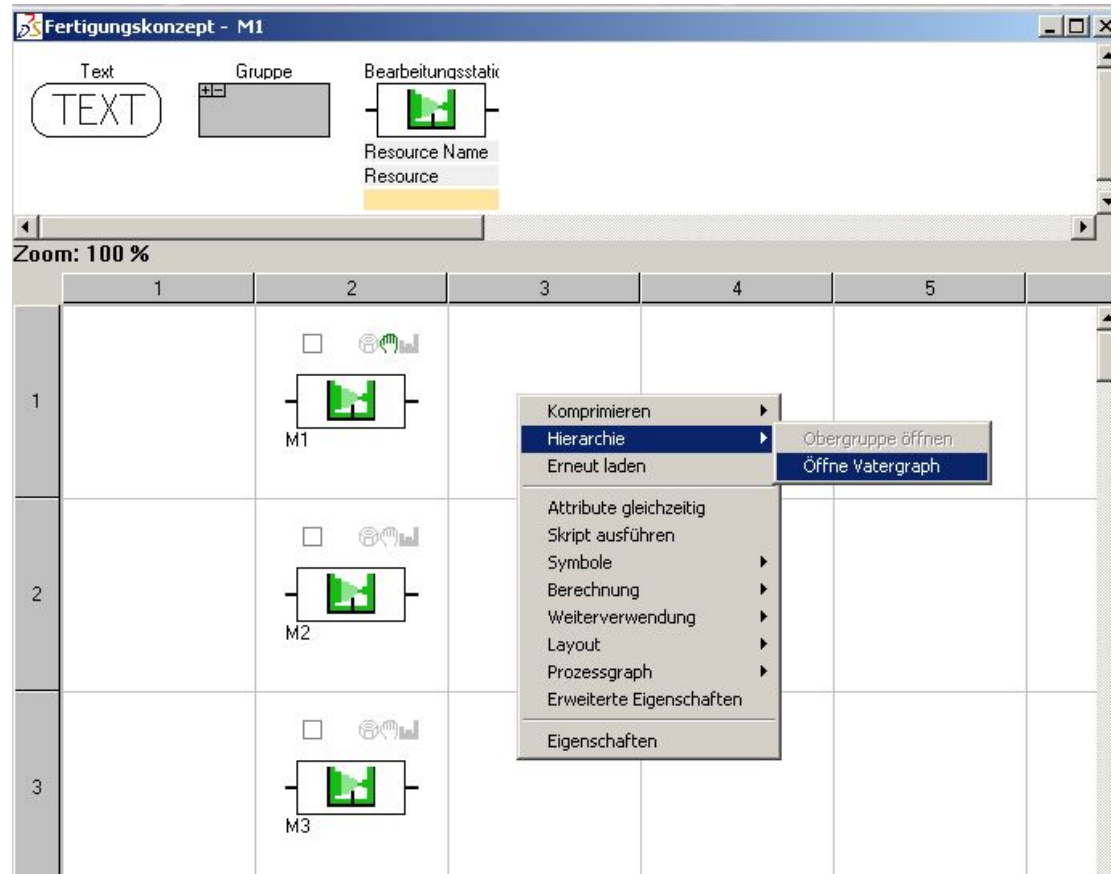 Fertigungskonzept - M1
Text
Gruppe
Bearbeitungsstatic
TEXT
Resource Name
Resource
Zoom: 100 %
1 2 3 4 5
1
M1
2
M2
3
M3
Komprimieren
Hierarchie
Erneut laden
Attribute gleichzeitig
Skript ausführen
Symbole
Berechnung
Weiterverwendung
Layout
Prozessgraph
Erweiterte Eigenschaften
Eigenschaften
Obergruppe öffnen
Öffne Vatergraph